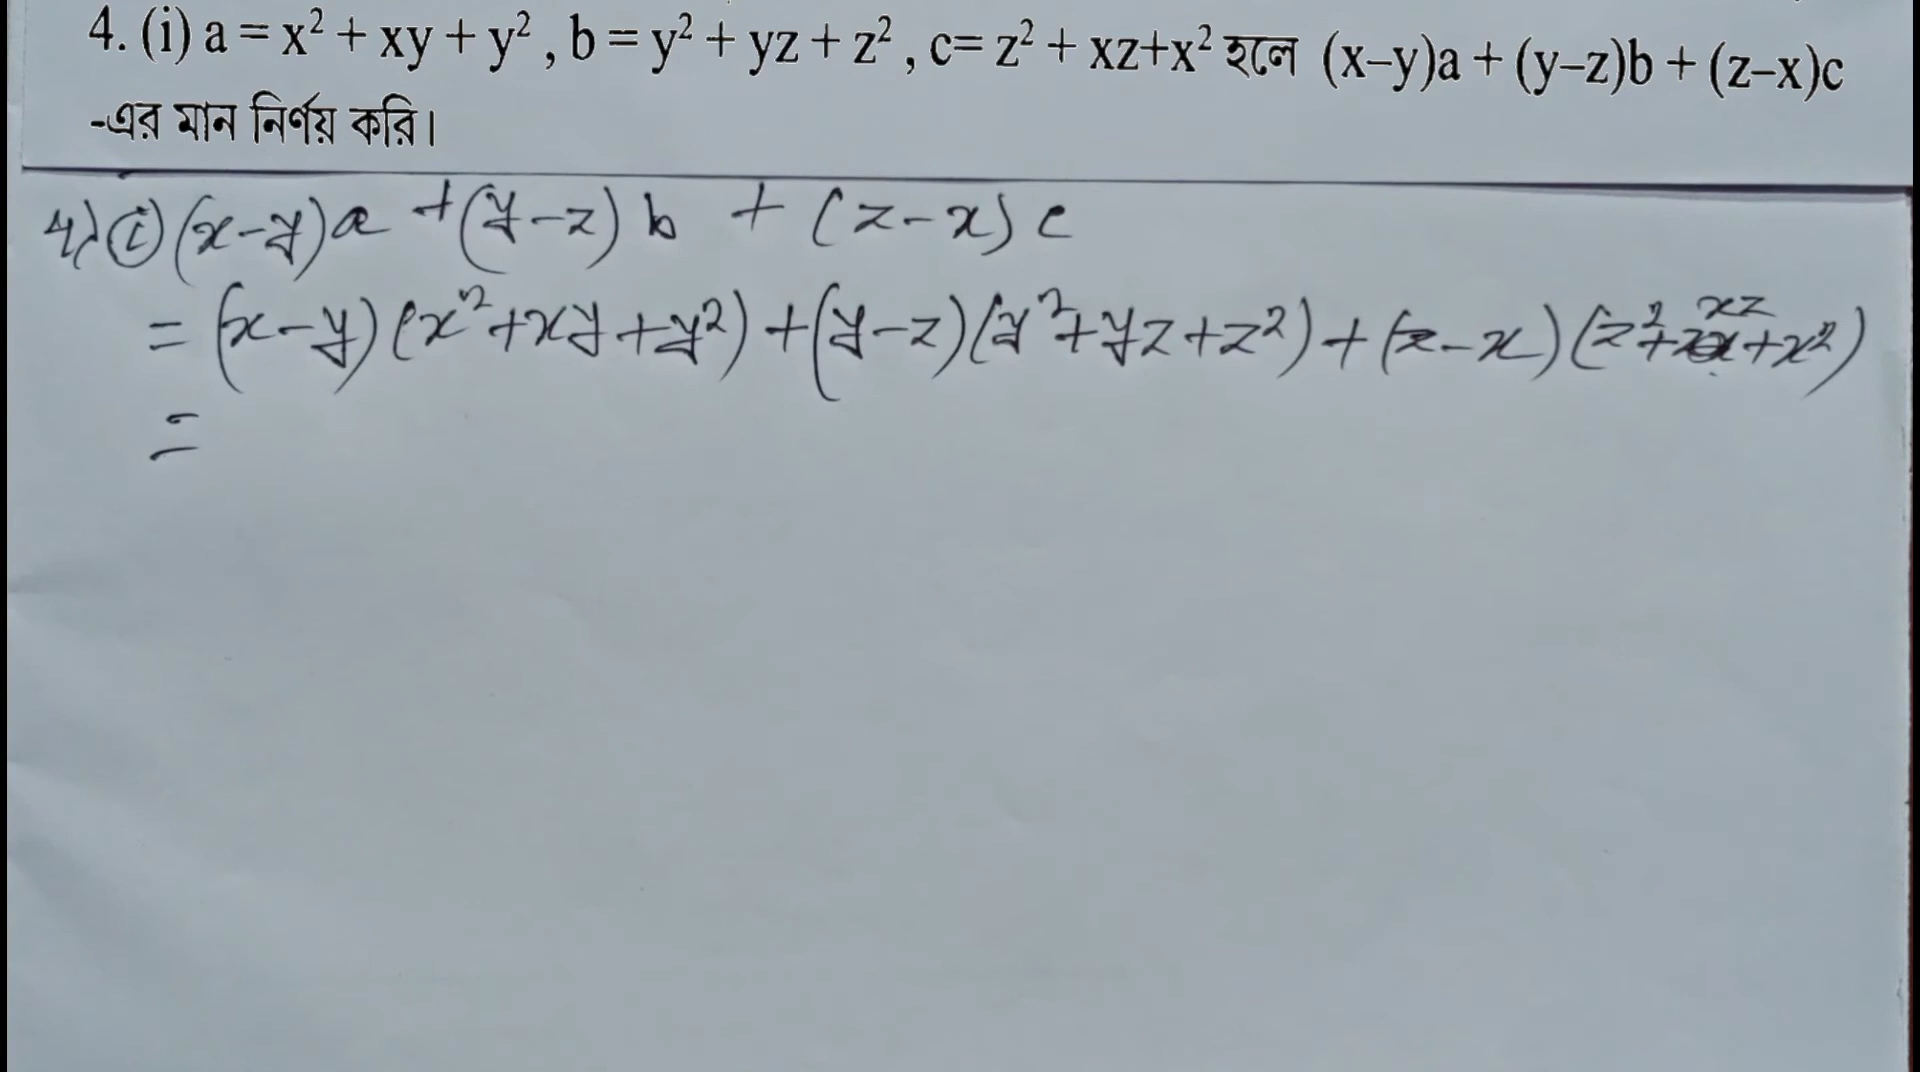 4. (i) a = x² + xy + y² , b = y² + yz + z² , c= z² + xz+x² হলে (x–y)a + (y–z)b + (z–x)c
-এর মান নির্ণয় করি।
4) (i) (x-y)a + (y-z) b + (z-x) c
= (x-y) (x²+xy+y²) + (y-z) (y²+yz+z²) + (z-x) (z²+xz+x²)
=